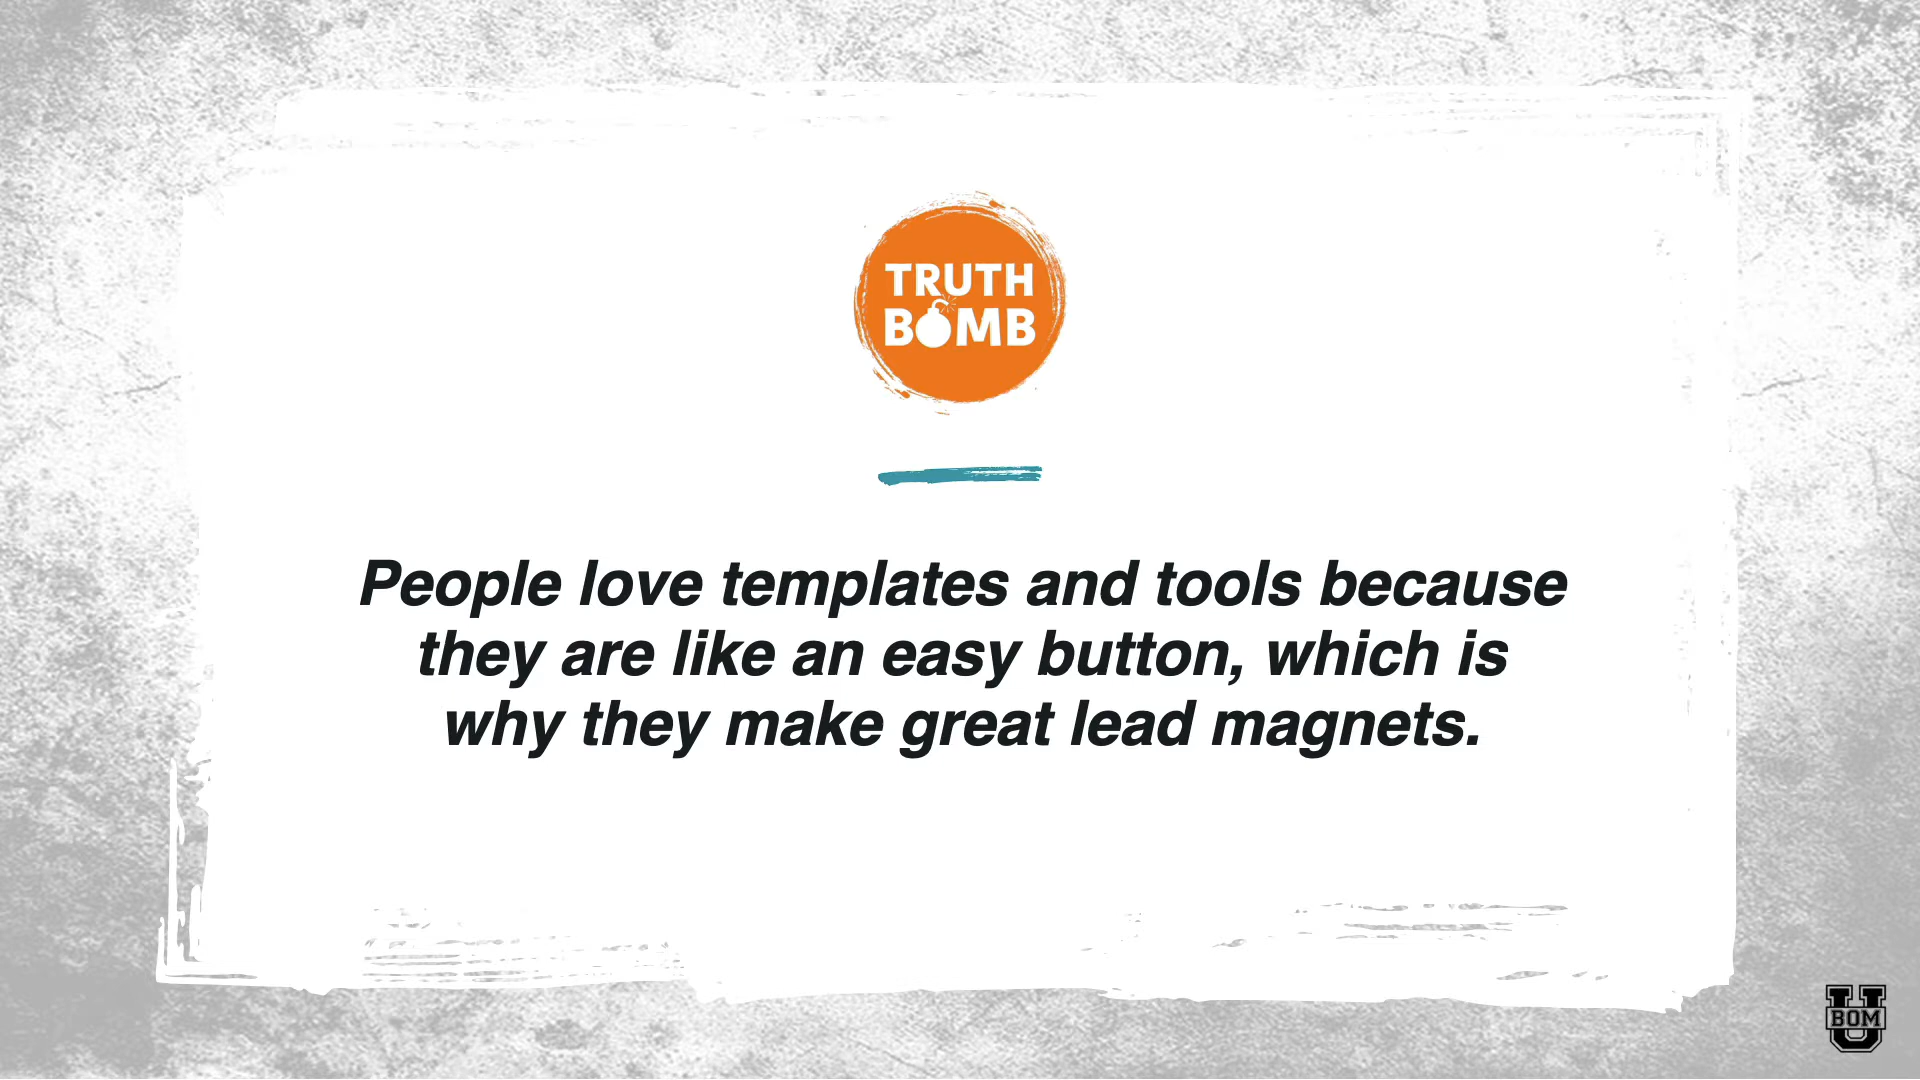 TRUTH
BOMB
People love templates and tools because
they are like an easy button, which is
why they make great lead magnets.
U
BOM